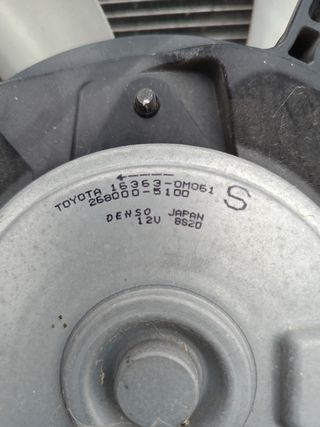 TOYOTA 16363-0M061
268000-5100
S
DENSO JAPAN
12V 8S20